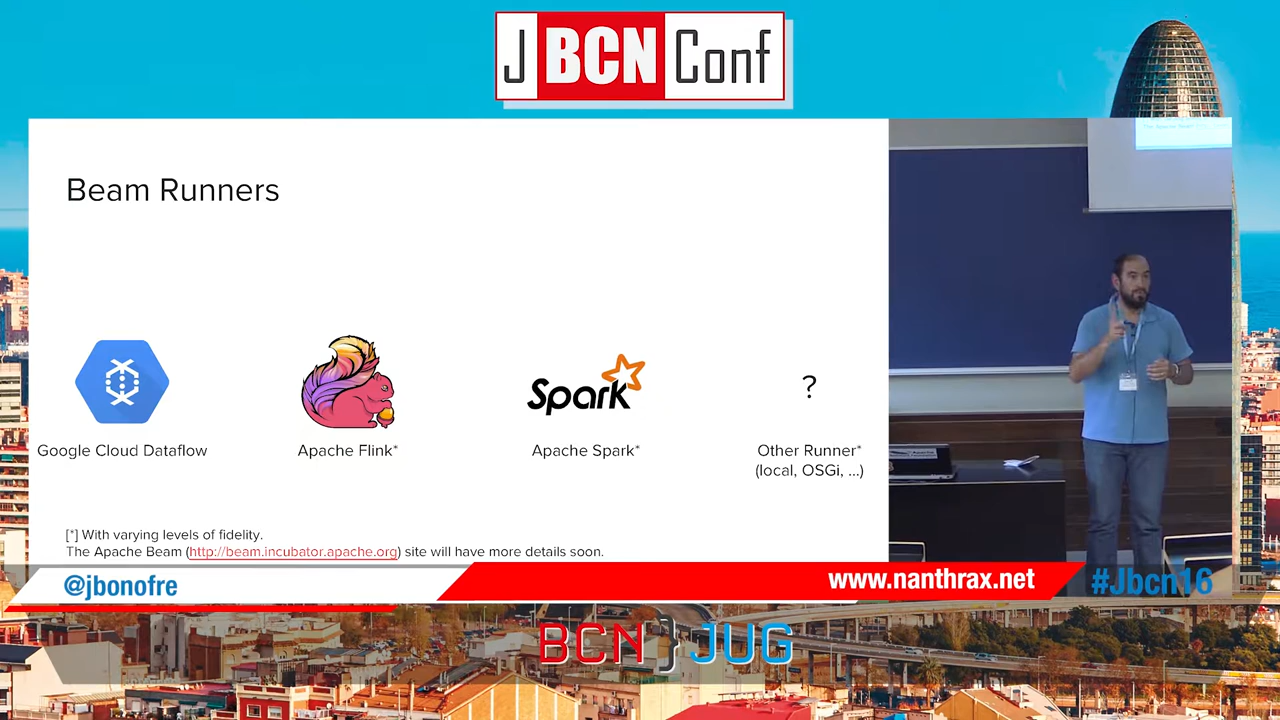 J BCN Conf
Beam Runners
Spark
?
Google Cloud Dataflow
Apache Flink*
Apache Spark*
Other Runner*
(local, OSGi, ...)
[*] With varying levels of fidelity.
The Apache Beam (http://beam.incubator.apache.org) site will have more details soon.
@jbonofre
www.nanthrax.net
#Jbcn16
BCN JUG